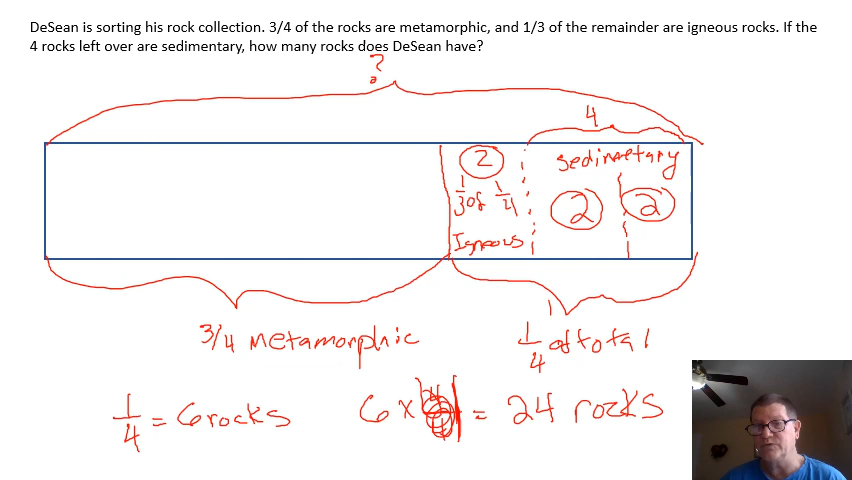 DeSean is sorting his rock collection. 3/4 of the rocks are metamorphic, and 1/3 of the remainder are igneous rocks. If the
4 rocks left over are sedimentary, how many rocks does DeSean have?
?
4
2
sedimetary
1/3 of 1/4
2 2
Igneous
3/4 metamorphic
1/4 of total
1/4 = 6 rocks
6 × = 24 rocks